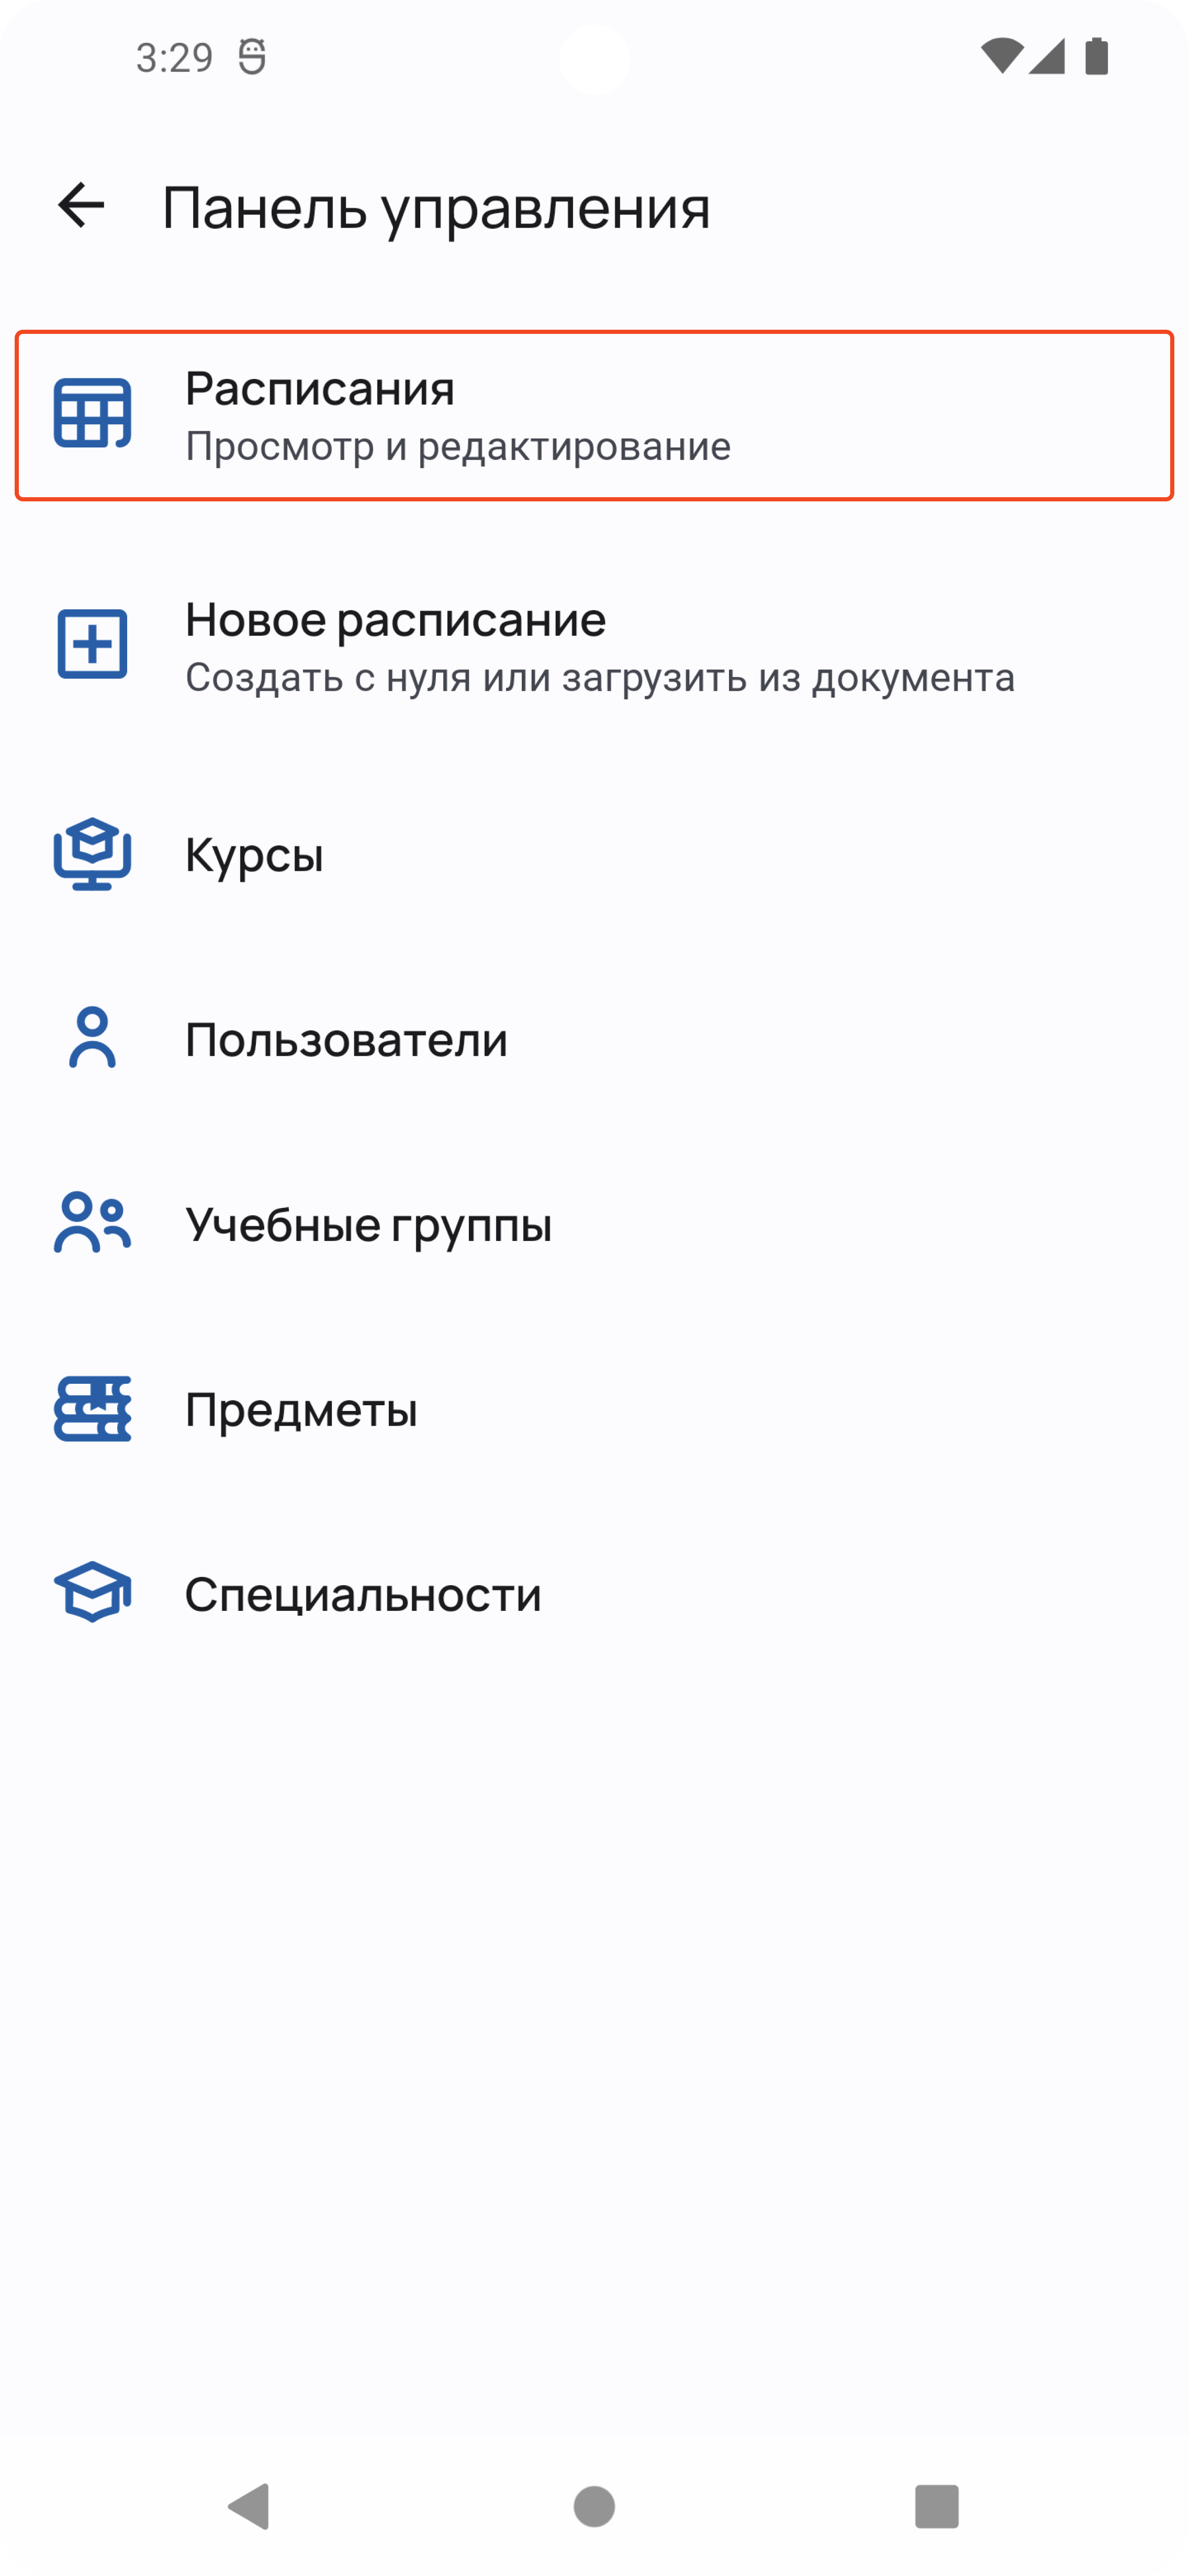 3:29
Панель управления
Расписания
Просмотр и редактирование
Новое расписание
Создать с нуля или загрузить из документа
Курсы
Пользователи
Учебные группы
Предметы
Специальности